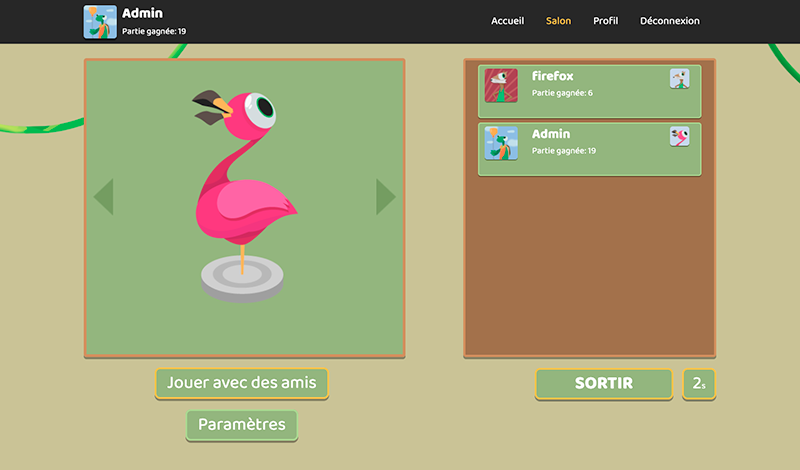 Admin
Partie gagnée: 19
Accueil
Salon
Profil
Déconnexion
firefox
Partie gagnée: 6
Admin
Partie gagnée: 19
Jouer avec des amis
Paramètres
SORTIR
2s